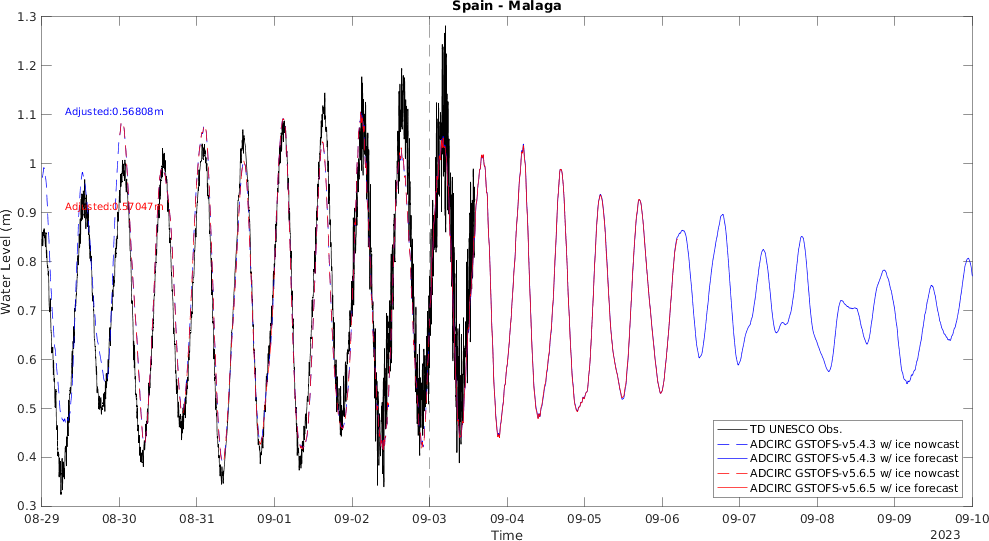 Spain - Malaga
1.3
1.2
1.1
1
0.9
0.8
0.7
0.6
0.5
0.4
0.3
Water Level (m)
Adjusted:0.56808m
Adjusted:0.57047m
TD UNESCO Obs.
ADCIRC GSTOFS-v5.4.3 w/ ice nowcast
ADCIRC GSTOFS-v5.4.3 w/ ice forecast
ADCIRC GSTOFS-v5.6.5 w/ ice nowcast
ADCIRC GSTOFS-v5.6.5 w/ ice forecast
08-29 08-30 08-31 09-01 09-02 09-03 09-04 09-05 09-06 09-07 09-08 09-09 09-10
Time
2023